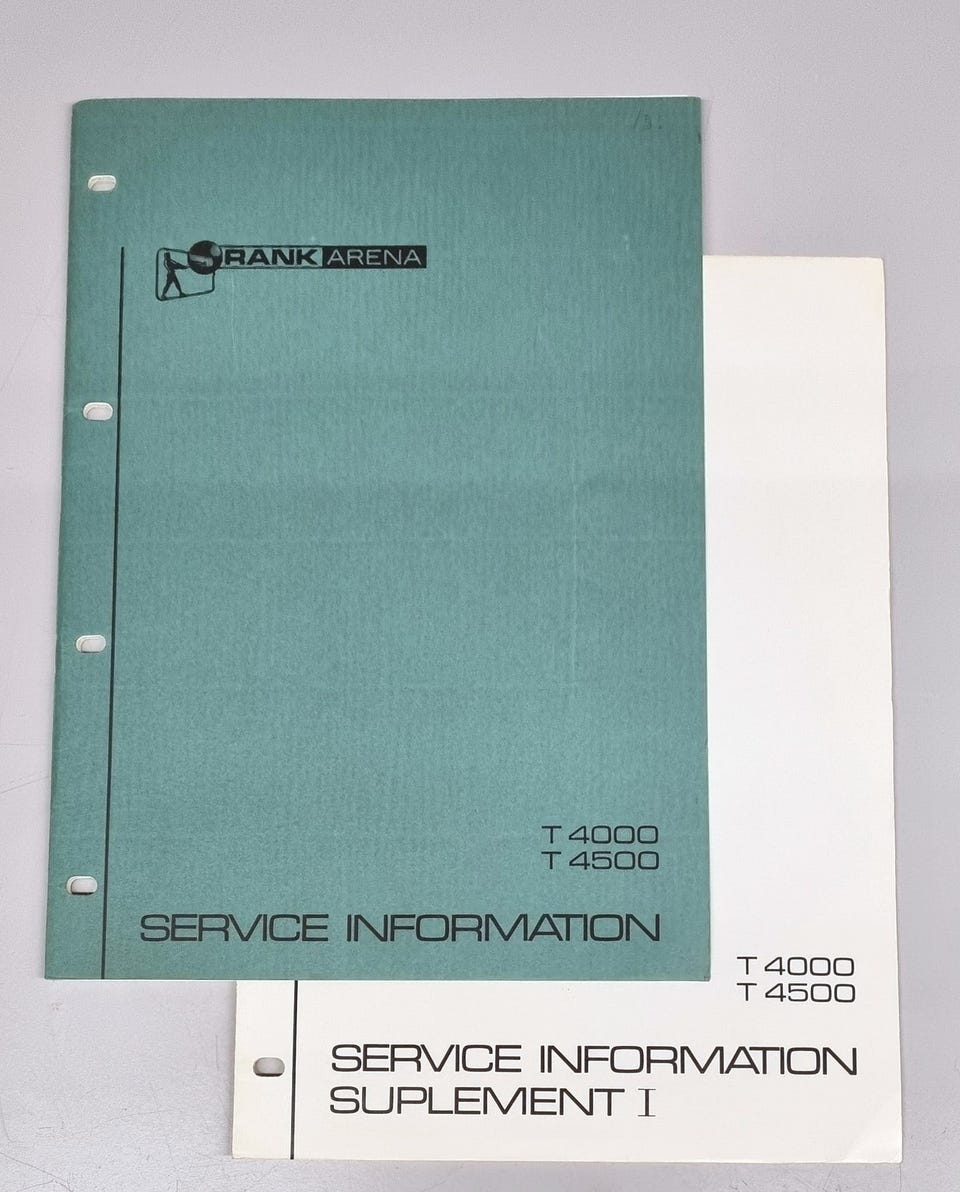 RANK ARENA
T 4000
T 4500
SERVICE INFORMATION
T 4000
T 4500
SERVICE INFORMATION
SUPLEMENT I